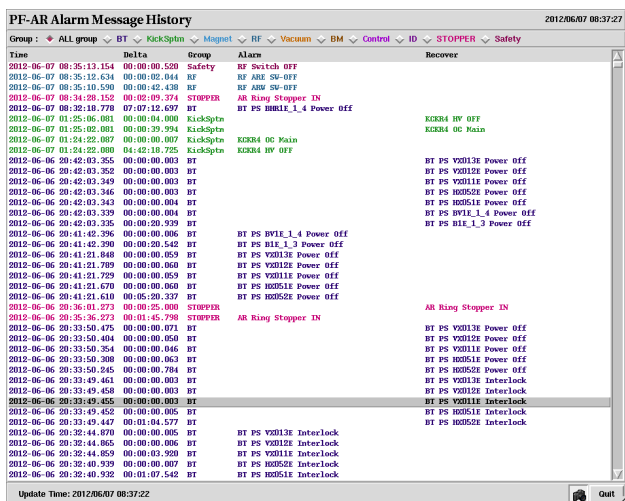 PF-AR Alarm Message History 2012/06/07 08:37:27
Group : ALL group BT KickSptm Magnet RF Vacuum BM Control ID STOPPER Safety
Time Delta Group Alarm Recover
2012-06-07 08:35:13.154 00:00:00.520 Safety RF Switch OFF
2012-06-07 08:35:12.634 00:00:02.044 RF RF ARE SW-OFF
2012-06-07 08:35:10.590 00:00:42.438 RF RF ARW SW-OFF
2012-06-07 08:34:28.152 00:02:09.374 STOPPER AR Ring Stopper IN
2012-06-07 08:32:18.778 07:07:12.697 BT BT PS BHR1E_1_4 Power Off
2012-06-07 01:25:06.081 00:00:04.000 KickSptm KCKR4 HV OFF
2012-06-07 01:25:02.081 00:00:39.994 KickSptm KCKR4 OC Main
2012-06-07 01:24:22.087 00:00:00.007 KickSptm KCKR4 OC Main
2012-06-07 01:24:22.080 04:42:18.725 KickSptm KCKR4 HV OFF
2012-06-06 20:42:03.355 00:00:00.003 BT BT PS VX013E Power Off
2012-06-06 20:42:03.352 00:00:00.003 BT BT PS VX012E Power Off
2012-06-06 20:42:03.349 00:00:00.003 BT BT PS VX011E Power Off
2012-06-06 20:42:03.346 00:00:00.003 BT BT PS HX052E Power Off
2012-06-06 20:42:03.343 00:00:00.004 BT BT PS HX051E Power Off
2012-06-06 20:42:03.339 00:00:00.004 BT BT PS BV1E_1_4 Power Off
2012-06-06 20:42:03.335 00:00:20.939 BT BT PS B1E_1_3 Power Off
2012-06-06 20:41:42.396 00:00:00.006 BT BT PS BV1E_1_4 Power Off
2012-06-06 20:41:42.390 00:00:20.542 BT BT PS B1E_1_3 Power Off
2012-06-06 20:41:21.848 00:00:00.059 BT BT PS VX013E Power Off
2012-06-06 20:41:21.789 00:00:00.060 BT BT PS VX012E Power Off
2012-06-06 20:41:21.729 00:00:00.059 BT BT PS VX011E Power Off
2012-06-06 20:41:21.670 00:00:00.060 BT BT PS HX051E Power Off
2012-06-06 20:41:21.610 00:05:20.337 BT BT PS HX052E Power Off
2012-06-06 20:36:01.273 00:00:25.000 STOPPER AR Ring Stopper IN
2012-06-06 20:35:36.273 00:01:45.798 STOPPER AR Ring Stopper IN
2012-06-06 20:33:50.475 00:00:00.071 BT BT PS VX013E Power Off
2012-06-06 20:33:50.404 00:00:00.050 BT BT PS VX012E Power Off
2012-06-06 20:33:50.354 00:00:00.046 BT BT PS VX011E Power Off
2012-06-06 20:33:50.308 00:00:00.063 BT BT PS HX051E Power Off
2012-06-06 20:33:50.245 00:00:00.784 BT BT PS HX052E Power Off
2012-06-06 20:33:49.461 00:00:00.003 BT BT PS VX013E Interlock
2012-06-06 20:33:49.458 00:00:00.003 BT BT PS VX012E Interlock
2012-06-06 20:33:49.455 00:00:00.003 BT BT PS VX011E Interlock
2012-06-06 20:33:49.452 00:00:00.005 BT BT PS HX051E Interlock
2012-06-06 20:33:49.447 00:01:04.577 BT BT PS HX052E Interlock
2012-06-06 20:32:44.870 00:00:00.005 BT BT PS VX013E Interlock
2012-06-06 20:32:44.865 00:00:00.006 BT BT PS VX012E Interlock
2012-06-06 20:32:44.859 00:00:03.920 BT BT PS VX011E Interlock
2012-06-06 20:32:40.939 00:00:00.007 BT BT PS HX052E Interlock
2012-06-06 20:32:40.932 00:01:07.542 BT BT PS HX051E Interlock
Update Time: 2012/06/07 08:37:22 Quit